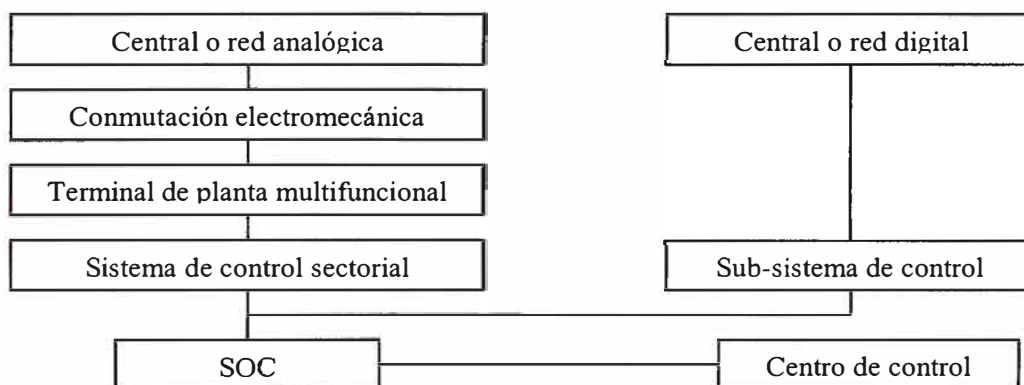 Central o red analógica
Central o red digital
Conmutación electromecánica
Terminal de planta multifuncional
Sistema de control sectorial
Sub-sistema de control
SOC
Centro de control